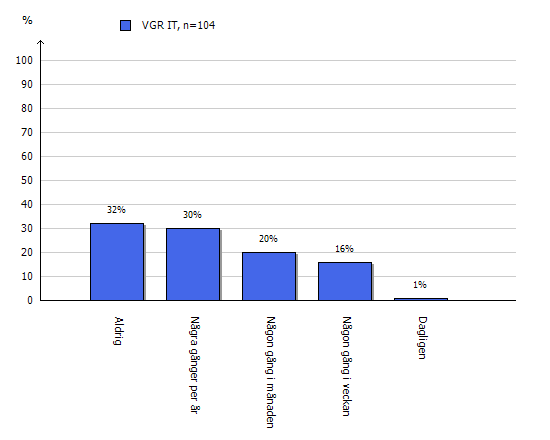 %
VGR IT, n=104
100
90
80
70
60
50
40
30
20
10
0
32%
30%
20%
16%
1%
Aldrig
Några gånger per år
Någon gång i månaden
Någon gång i veckan
Dagligen